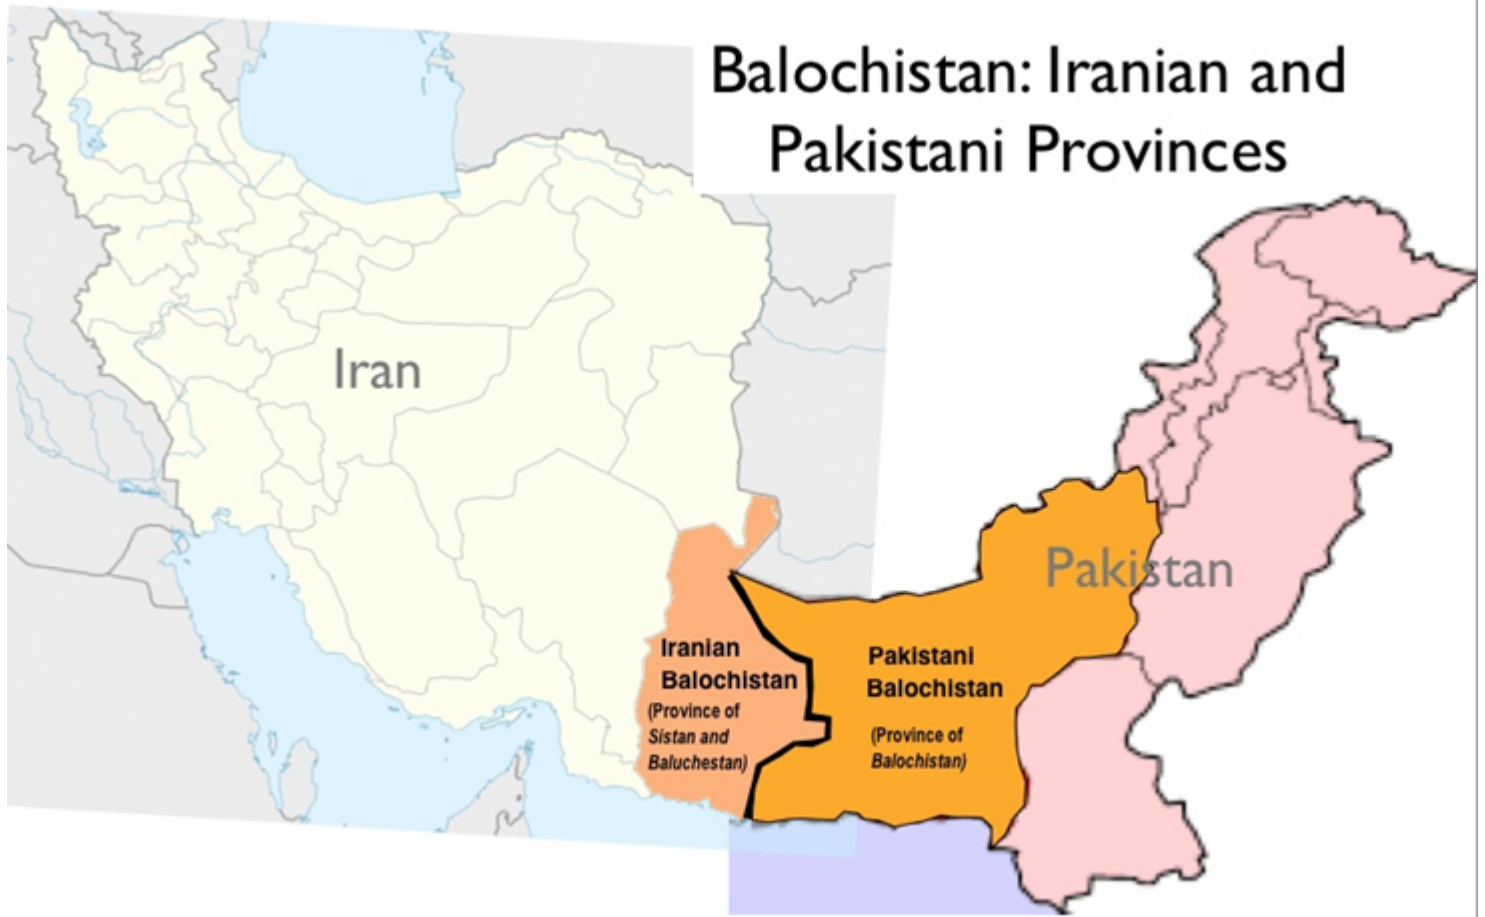 Balochistan: Iranian and
Pakistani Provinces
Iran
Pakistan
Iranian
Balochistan
(Province of
Sistan and
Baluchestan)
Pakistani
Balochistan
(Province of
Balochistan)